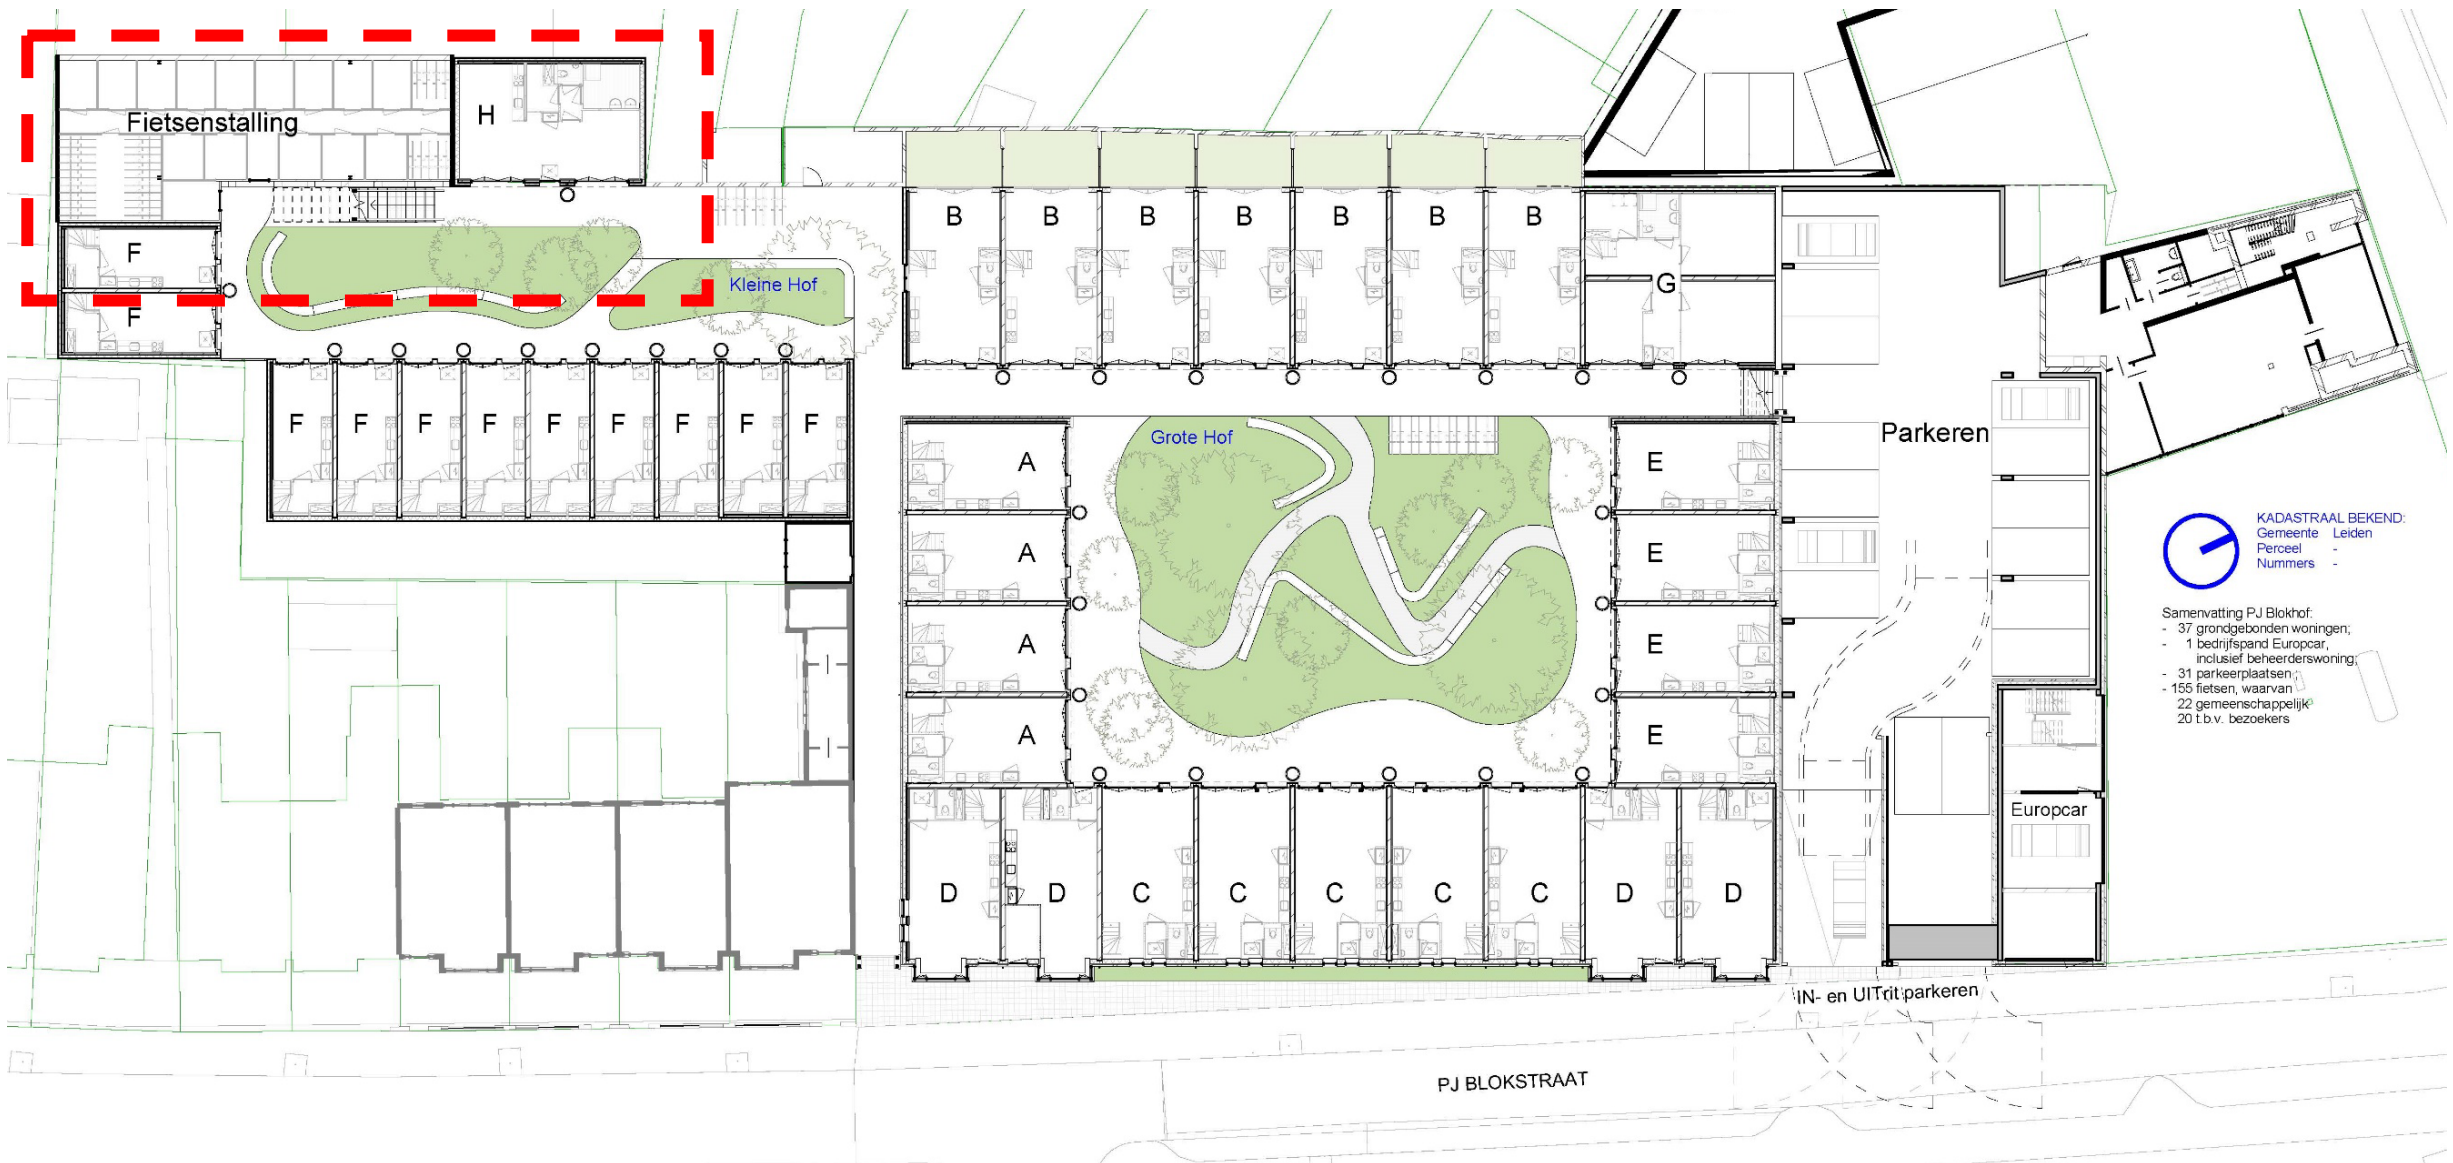 Fietsenstalling
H
F
F
Kleine Hof
B B B B B B B
G
F F F F F F F F F
Grote Hof
A
A
A
A
E
E
E
E
Parkeren
D D C C C C C D D
Europcar
KADASTRAAL BEKEND:
Gemeente Leiden
Perceel -
Nummers -
Samenvatting PJ Blokhof:
- 37 grondgebonden woningen;
- 1 bedrijfspand Europcar,
inclusief beheerderswoning;
- 31 parkeerplaatsen
- 155 fietsen, waarvan
22 gemeenschappelijk
20 t.b.v. bezoekers
IN- en UITrit parkeren
PJ BLOKSTRAAT